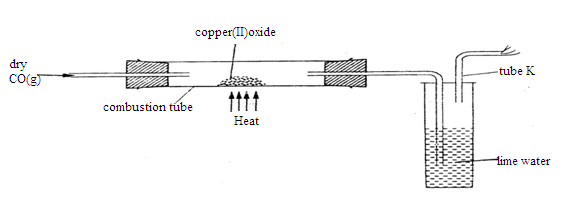 copper(II)oxide
dry
CO(g)
tube K
combustion tube
Heat
lime water